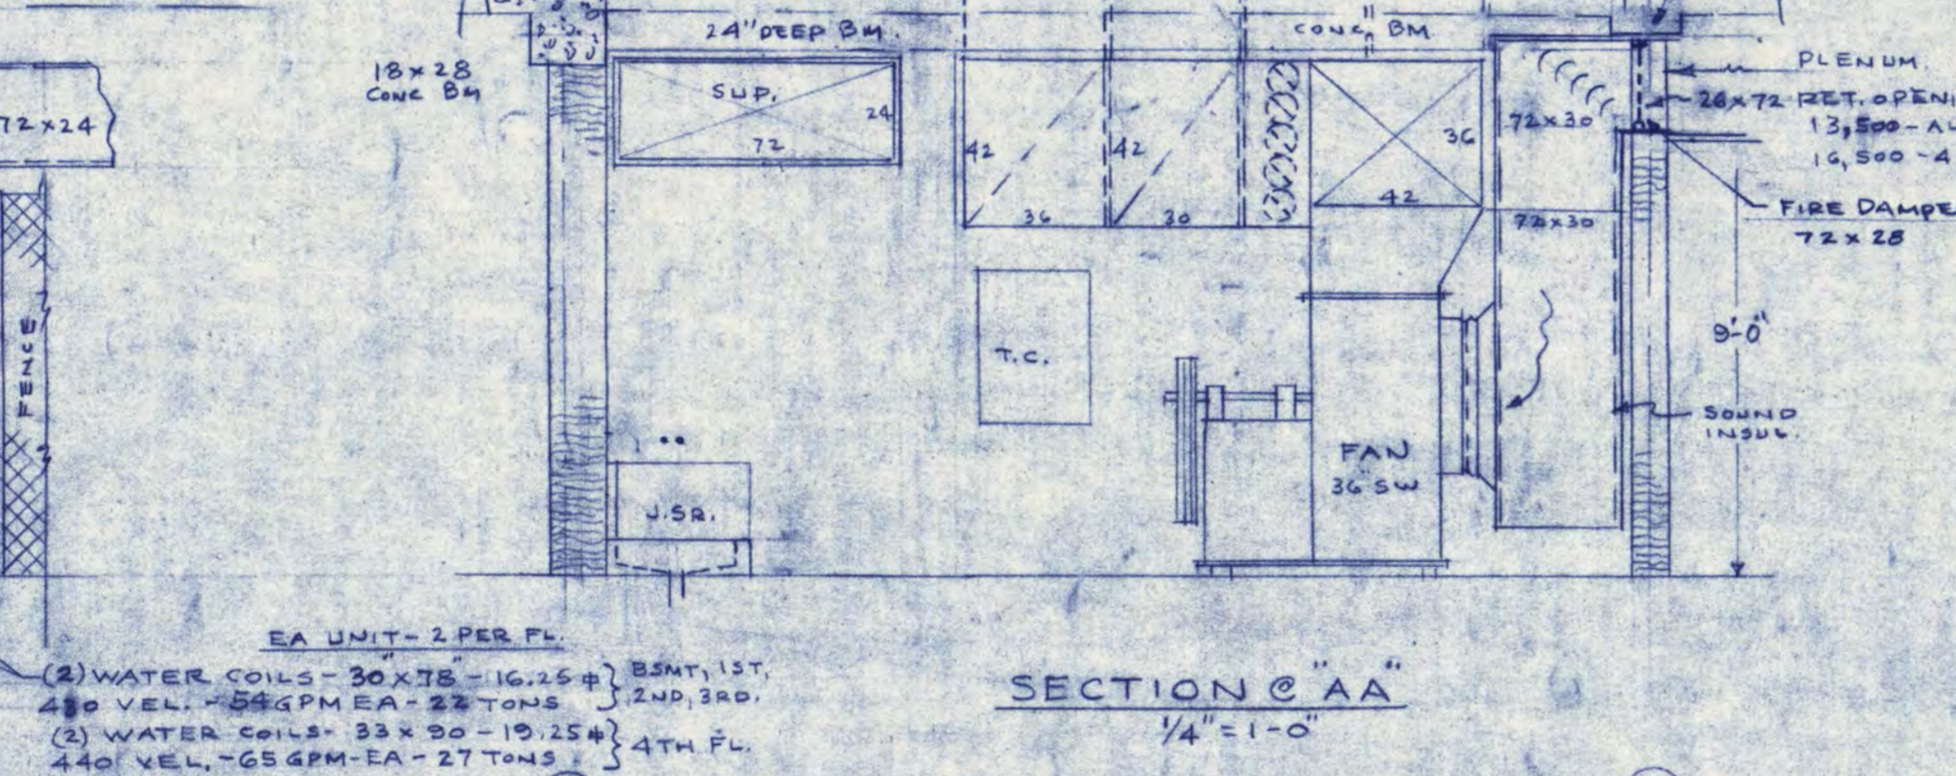 24" DEEP BM.
CONC. BM
18 x 28
CONC BM
PLENUM.
SUP.
24
72
72 x 24
42
42
36
72 x 30
26 x 72 RET. OPENI
13,500 - A
16,500 - 4
36
30
42
72 x 30
FIRE DAMPE
72 x 28
FENCE
T.C.
9'-0"
SOUND
INSUL.
FAN
36 SW
J.SR.
EA UNIT - 2 PER FL.
(2) WATER COILS - 30" x 78" - 16.25 ⌽ } BSMT, 1ST,
VEL. - 54 GPM EA - 22 TONS } 2ND, 3RD.
(2) WATER COILS - 33 x 90 - 19.25 ⌽ } 4TH FL.
440 VEL. - 65 GPM - EA - 27 TONS
SECTION @ "AA"
1/4" = 1-0"